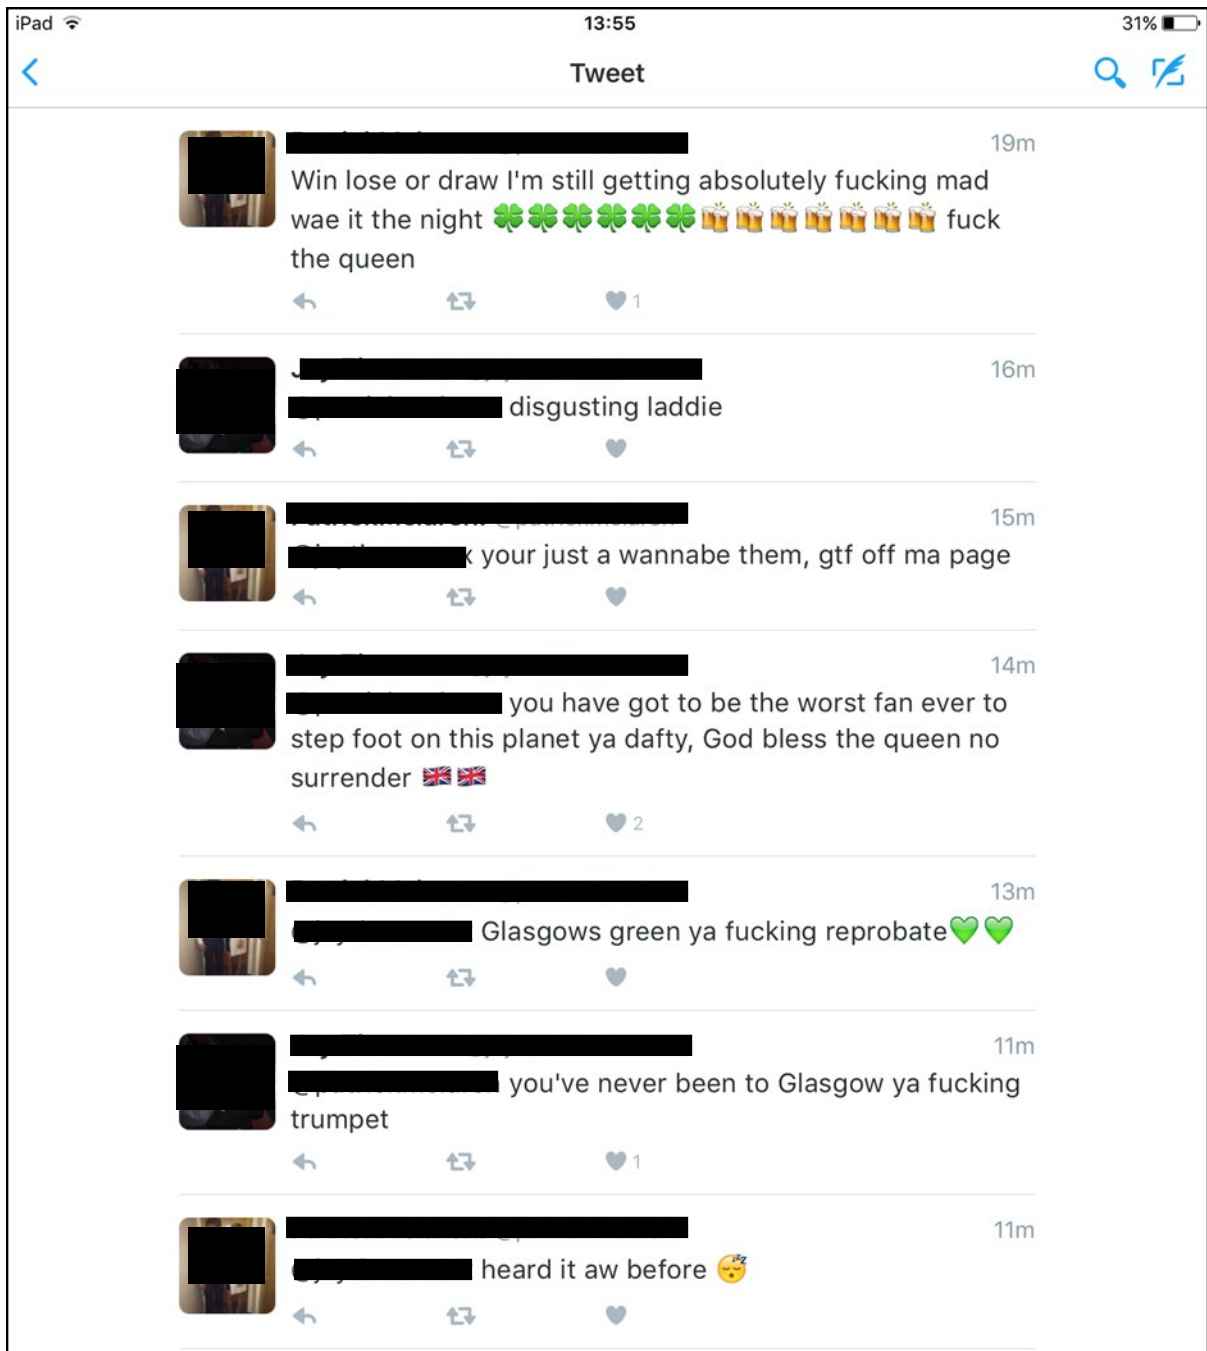 iPad 13:55 31%
Tweet
19m
Win lose or draw I'm still getting absolutely fucking mad
wae it the night 🍀🍀🍀🍀🍀🍀🍻🍻🍻🍻🍻🍻🍻 fuck
the queen
1
16m
disgusting laddie
15m
your just a wannabe them, gtf off ma page
14m
you have got to be the worst fan ever to
step foot on this planet ya dafty, God bless the queen no
surrender 🇬🇧🇬🇧
2
13m
Glasgows green ya fucking reprobate💚💚
11m
you've never been to Glasgow ya fucking
trumpet
1
11m
heard it aw before 😴